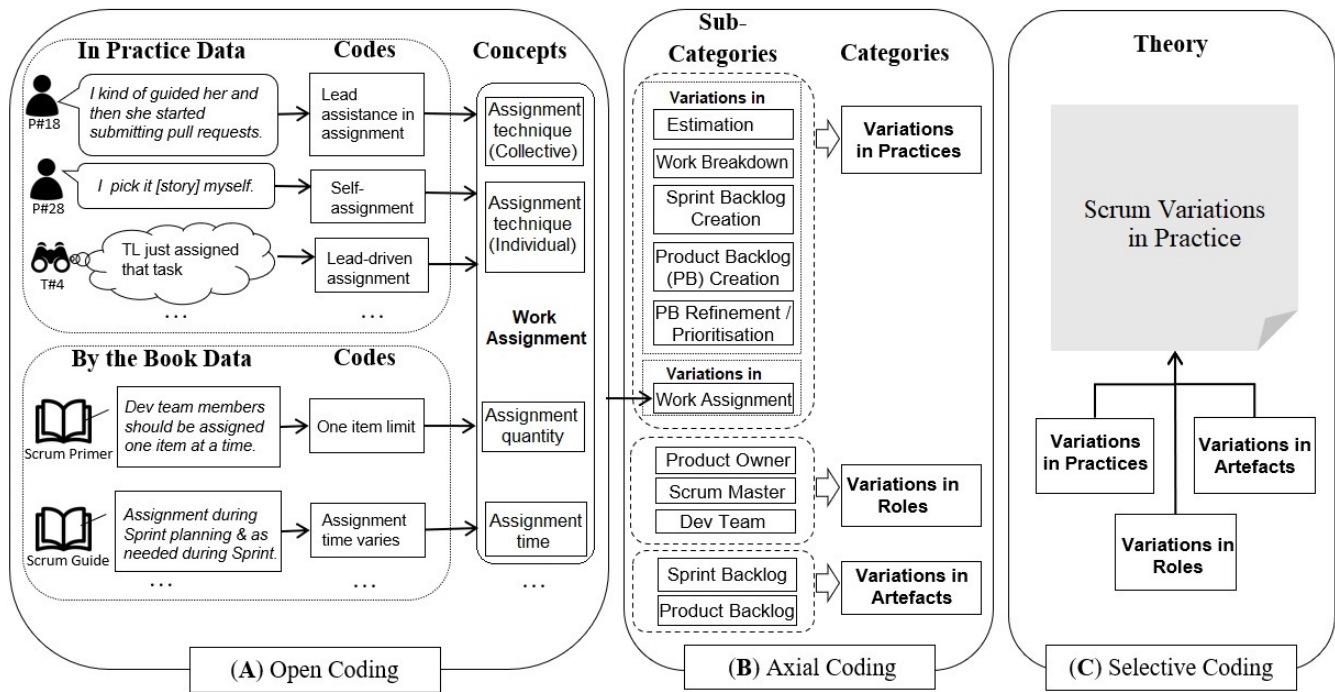 In Practice Data
Codes
Concepts
P#18
I kind of guided her and
then she started
submitting pull requests.
Lead
assistance in
assignment
Assignment
technique
(Collective)
P#28
I pick it [story] myself.
Self-
assignment
Assignment
technique
(Individual)
T#4
TL just assigned
that task
Lead-driven
assignment
...
...
Work
Assignment
By the Book Data
Codes
Scrum Primer
Dev team members
should be assigned
one item at a time.
One item limit
Assignment
quantity
Scrum Guide
Assignment during
Sprint planning & as
needed during Sprint.
Assignment
time varies
Assignment
time
...
...
...
(A) Open Coding
Sub-
Categories
Categories
Variations in
Estimation
Work Breakdown
Sprint Backlog
Creation
Product Backlog
(PB) Creation
PB Refinement /
Prioritisation
Variations
in Practices
Variations in
Work Assignment
Product Owner
Scrum Master
Dev Team
Variations in
Roles
Sprint Backlog
Product Backlog
Variations in
Artefacts
(B) Axial Coding
Theory
Scrum Variations
in Practice
Variations
in Practices
Variations in
Artefacts
Variations in
Roles
(C) Selective Coding